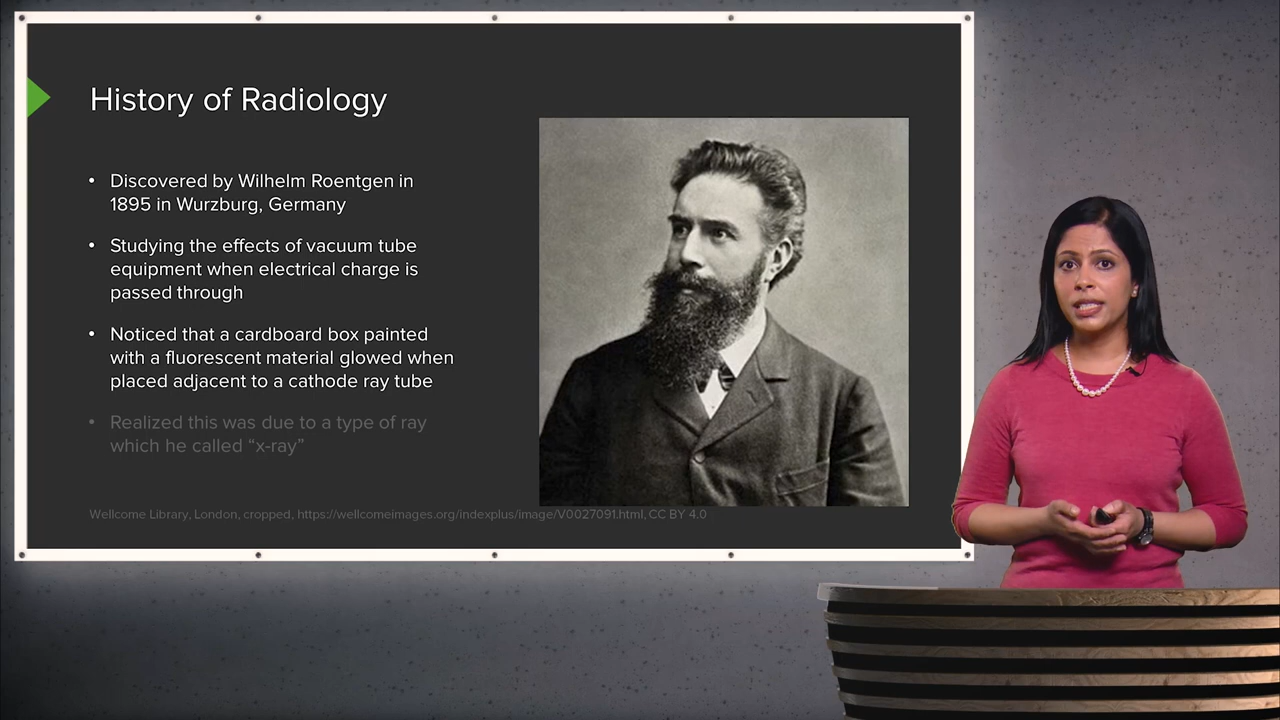 History of Radiology
• Discovered by Wilhelm Roentgen in
1895 in Wurzburg, Germany
• Studying the effects of vacuum tube
equipment when electrical charge is
passed through
• Noticed that a cardboard box painted
with a fluorescent material glowed when
placed adjacent to a cathode ray tube
• Realized this was due to a type of ray
which he called “x-ray”
Wellcome Library, London, cropped, https://wellcomeimages.org/indexplus/image/V0027091.html, CC BY 4.0